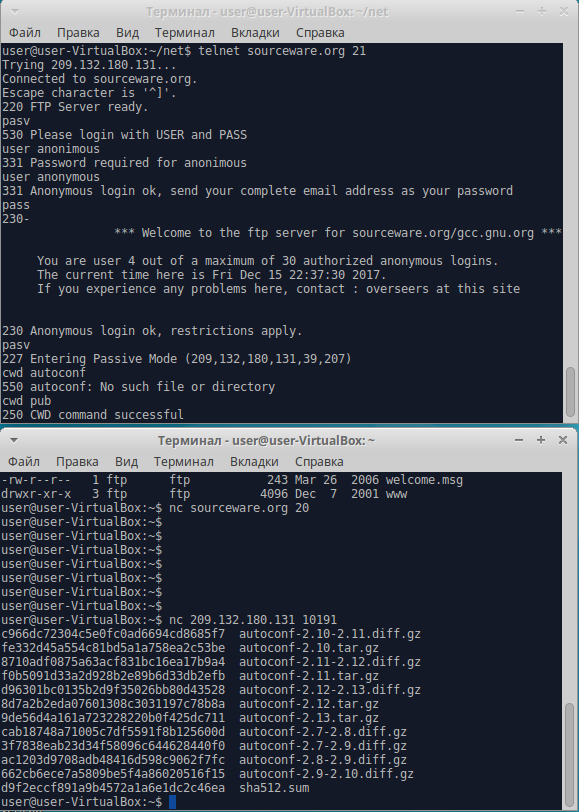 Терминал - user@user-VirtualBox: ~/net
Файл Правка Вид Терминал Вкладки Справка
user@user-VirtualBox:~/net$ telnet sourceware.org 21
Trying 209.132.180.131...
Connected to sourceware.org.
Escape character is '^]'.
220 FTP Server ready.
pasv
530 Please login with USER and PASS
user anonimous
331 Password required for anonimous
user anonymous
331 Anonymous login ok, send your complete email address as your password
pass
230-
*** Welcome to the ftp server for sourceware.org/gcc.gnu.org ***
You are user 4 out of a maximum of 30 authorized anonymous logins.
The current time here is Fri Dec 15 22:37:30 2017.
If you experience any problems here, contact : overseers at this site
230 Anonymous login ok, restrictions apply.
pasv
227 Entering Passive Mode (209,132,180,131,39,207)
cwd autoconf
550 autoconf: No such file or directory
cwd pub
250 CWD command successful
Терминал - user@user-VirtualBox: ~
Файл Правка Вид Терминал Вкладки Справка
-rw-r--r-- 1 ftp ftp 243 Mar 26 2006 welcome.msg
drwxr-xr-x 3 ftp ftp 4096 Dec 7 2001 www
user@user-VirtualBox:~$ nc sourceware.org 20
user@user-VirtualBox:~$
user@user-VirtualBox:~$
user@user-VirtualBox:~$
user@user-VirtualBox:~$
user@user-VirtualBox:~$
user@user-VirtualBox:~$
user@user-VirtualBox:~$
user@user-VirtualBox:~$ nc 209.132.180.131 10191
c966dc72304c5e0fc0ad6694cd8685f7 autoconf-2.10-2.11.diff.gz
fe332d45a554c81bd5a1a758ea2c53be autoconf-2.10.tar.gz
8710adf0875a63acf831bc16ea17b9a4 autoconf-2.11-2.12.diff.gz
f0b5091d33a2d928b2e89b6d33db2efb autoconf-2.11.tar.gz
d96301bc0135b2d9f35026bb80d43528 autoconf-2.12-2.13.diff.gz
8d7a2b2eda07601308c3031197c78b8a autoconf-2.12.tar.gz
9de56d4a161a723228220b0f425dc711 autoconf-2.13.tar.gz
cab18748a71005c7df5591f8b125600d autoconf-2.7-2.8.diff.gz
3f7838eab23d34f58096c644628440f0 autoconf-2.7-2.9.diff.gz
ac1203d9708adb48416d598c9062f7fc autoconf-2.8-2.9.diff.gz
662cb6ece7a5809be5f4a86020516f15 autoconf-2.9-2.10.diff.gz
d9f2eccf891a9b4572a1a6e1dc2c46ea sha512.sum
user@user-VirtualBox:~$